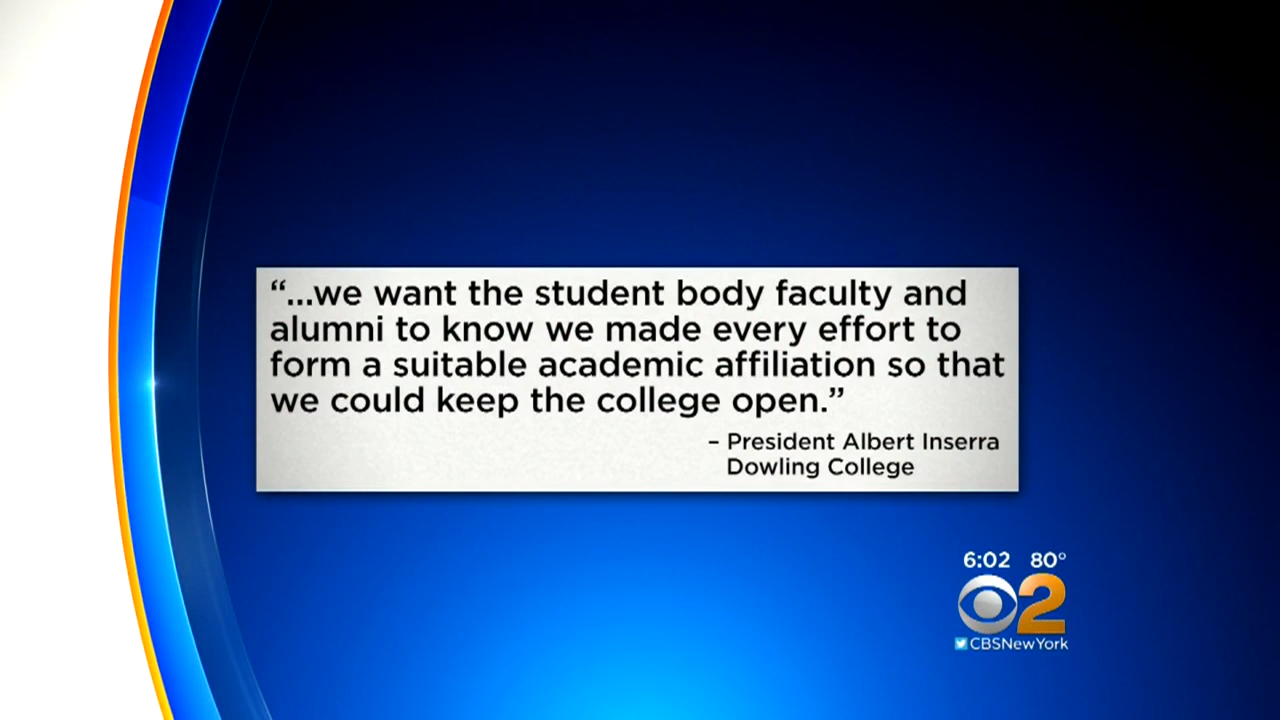 “...we want the student body faculty and
alumni to know we made every effort to
form a suitable academic affiliation so that
we could keep the college open.”
– President Albert Inserra
Dowling College
6:02 80°
2
CBSNewYork